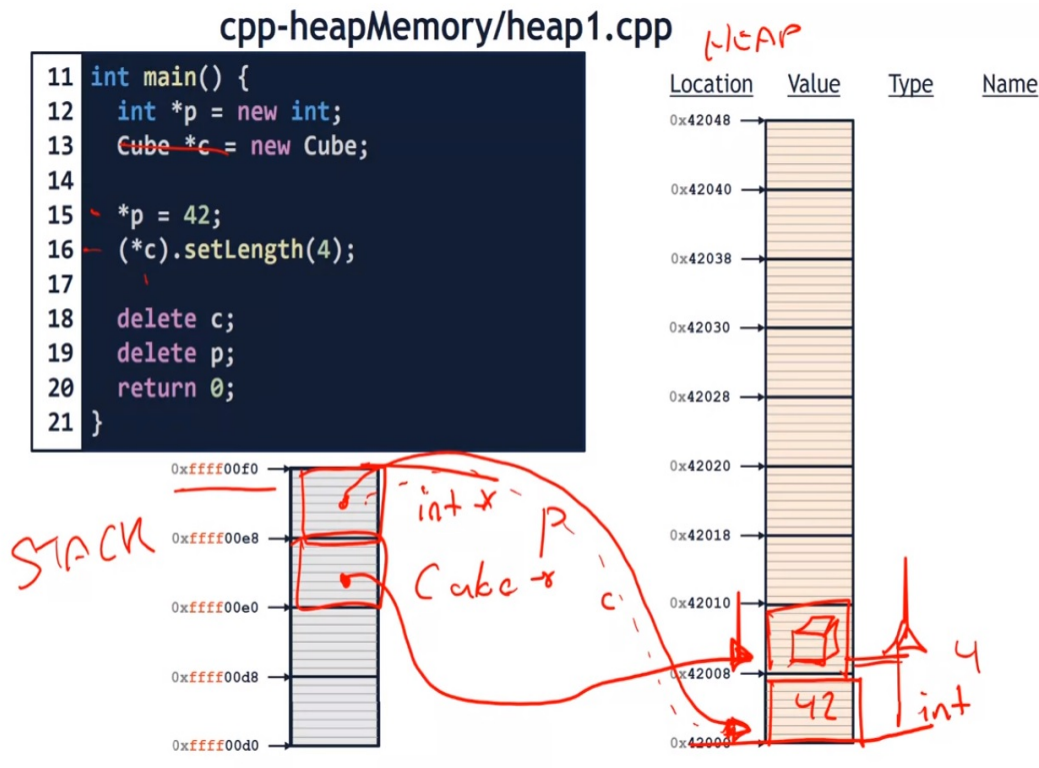 cpp-heapMemory/heap1.cpp
HEAP
Location Value Type Name
11 int main() {
12 int *p = new int;
13 Cube *c = new Cube;
14
15 *p = 42;
16 (*c).setLength(4);
17
18 delete c;
19 delete p;
20 return 0;
21 }
0x42048
0x42040
0x42038
0x42030
0x42028
0x42020
0x42018
0x42010
0x42008
0x42000
42
4
int
STACK
0xffff00f0
0xffff00e8
0xffff00e0
0xffff00d8
0xffff00d0
int * p
Cube * c